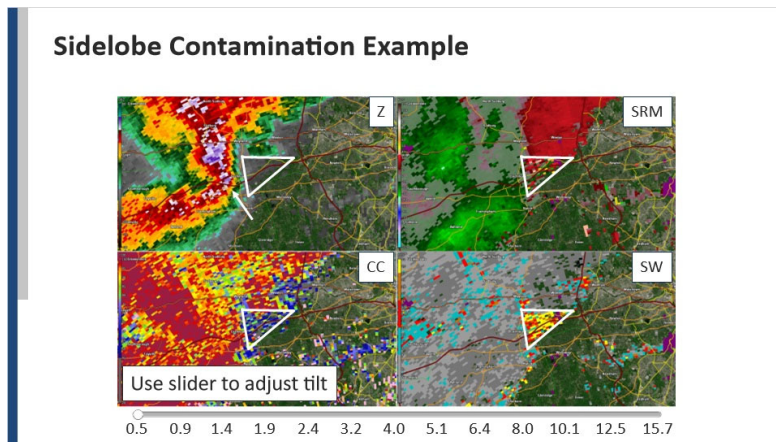 Sidelobe Contamination Example
Z
SRM
CC
SW
Use slider to adjust tilt
0.5 0.9 1.4 1.9 2.4 3.2 4.0 5.1 6.4 8.0 10.1 12.5 15.7